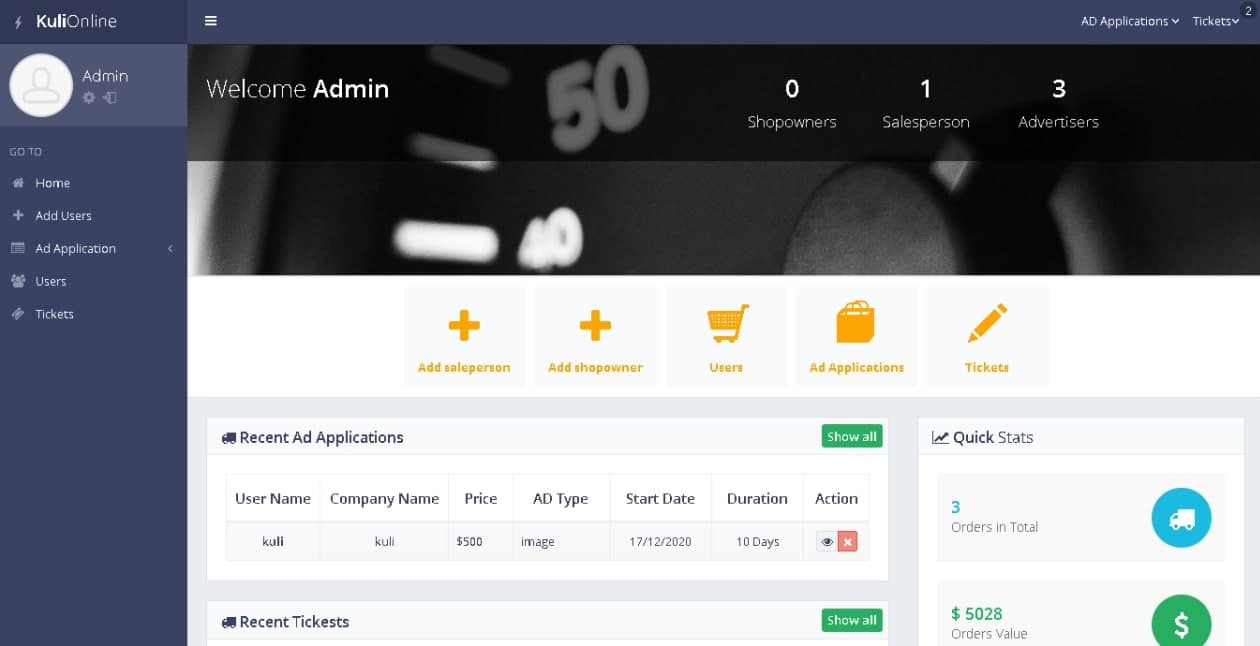 KuliOnline
AD Applications
Tickets
2
Admin
Welcome Admin
0
1
3
Shopowners
Salesperson
Advertisers
50
40
GO TO
Home
Add Users
Ad Application
Users
Tickets
Add saleperson
Add shopowner
Users
Ad Applications
Tickets
Recent Ad Applications
Show all
User Name Company Name Price AD Type Start Date Duration Action
kuli kuli $500 image 17/12/2020 10 Days
Recent Tickests
Show all
Quick Stats
3
Orders in Total
$ 5028
Orders Value
$